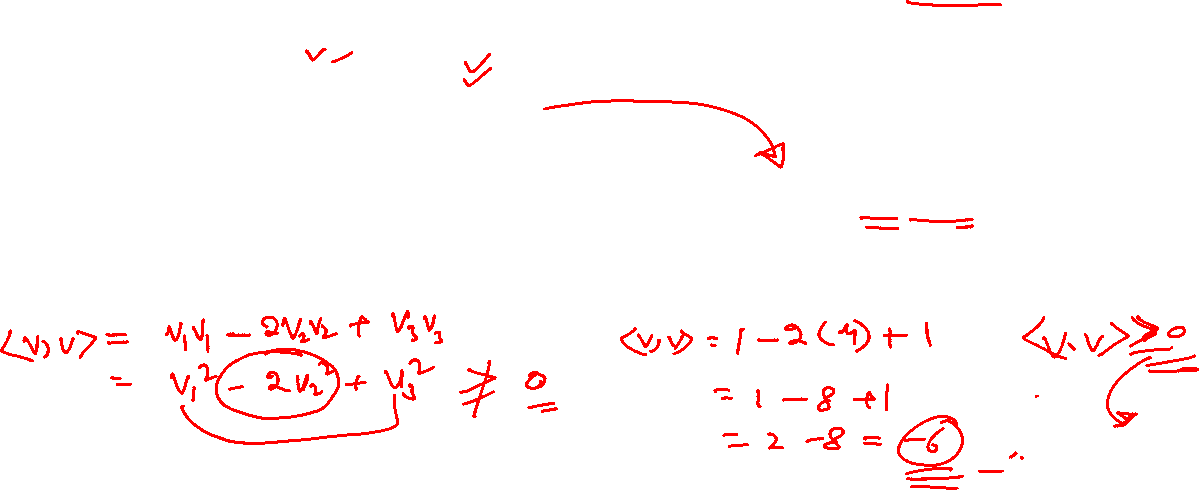 <v,v> = v₁v₁ - 2v₂v₂ + v₃v₃
= v₁² - 2v₂² + v₃² ≱ 0
<v,v> = 1 - 2(4) + 1
= 1 - 8 + 1
= 2 - 8 = -6
<v,v> ≥ 0